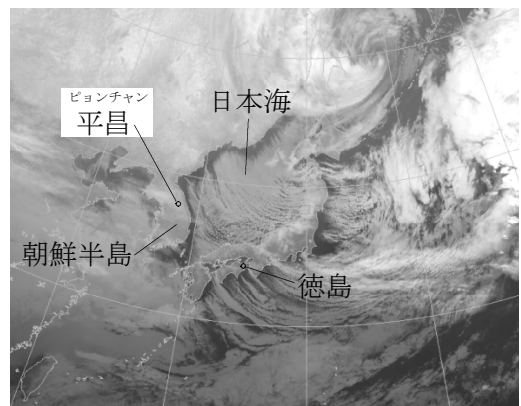 ピョンチャン
平昌
日本海
朝鮮半島
徳島